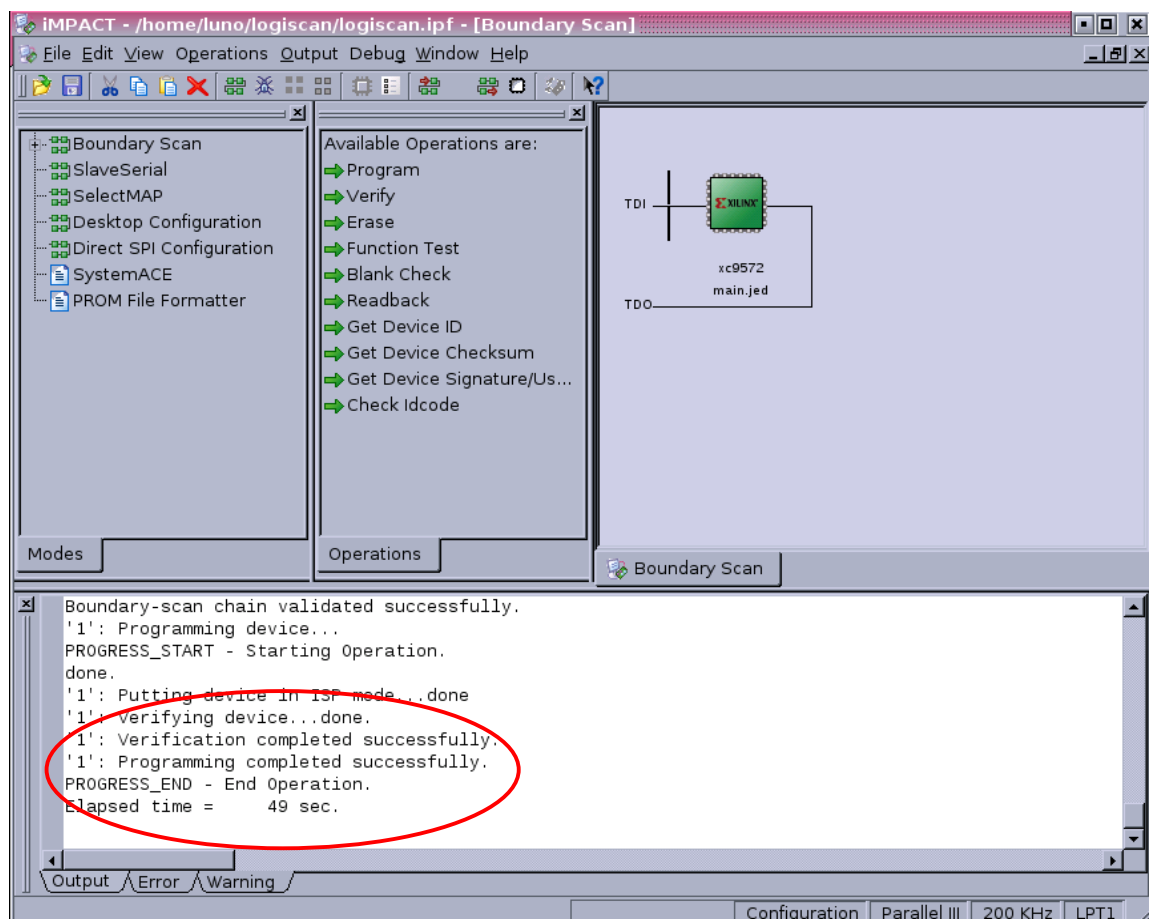 iMPACT - /home/luno/logiscan/logiscan.ipf - [Boundary Scan]
File Edit View Operations Output Debug Window Help
Boundary Scan
SlaveSerial
SelectMAP
Desktop Configuration
Direct SPI Configuration
SystemACE
PROM File Formatter
Modes
Available Operations are:
Program
Verify
Erase
Function Test
Blank Check
Readback
Get Device ID
Get Device Checksum
Get Device Signature/Us...
Check Idcode
Operations
TDI
XILINX
xc9572
main.jed
TDO
Boundary Scan
Boundary-scan chain validated successfully.
'1': Programming device...
PROGRESS_START - Starting Operation.
done.
'1': Putting device in ISP mode...done
'1': Verifying device...done.
'1': Verification completed successfully.
'1': Programming completed successfully.
PROGRESS_END - End Operation.
Elapsed time = 49 sec.
Output Error Warning
Configuration Parallel III 200 KHz LPT1